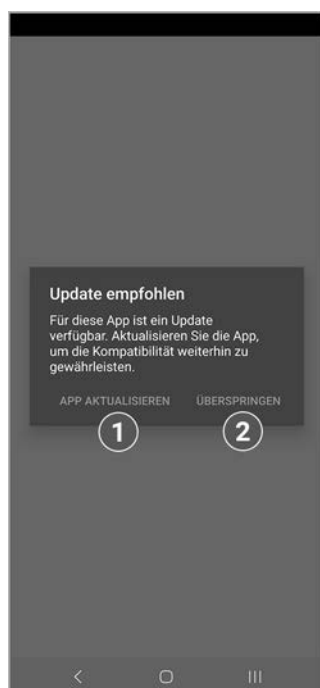 Update empfohlen
Für diese App ist ein Update
verfügbar. Aktualisieren Sie die App,
um die Kompatibilität weiterhin zu
gewährleisten.
APP AKTUALISIEREN ÜBERSPRINGEN
1 2